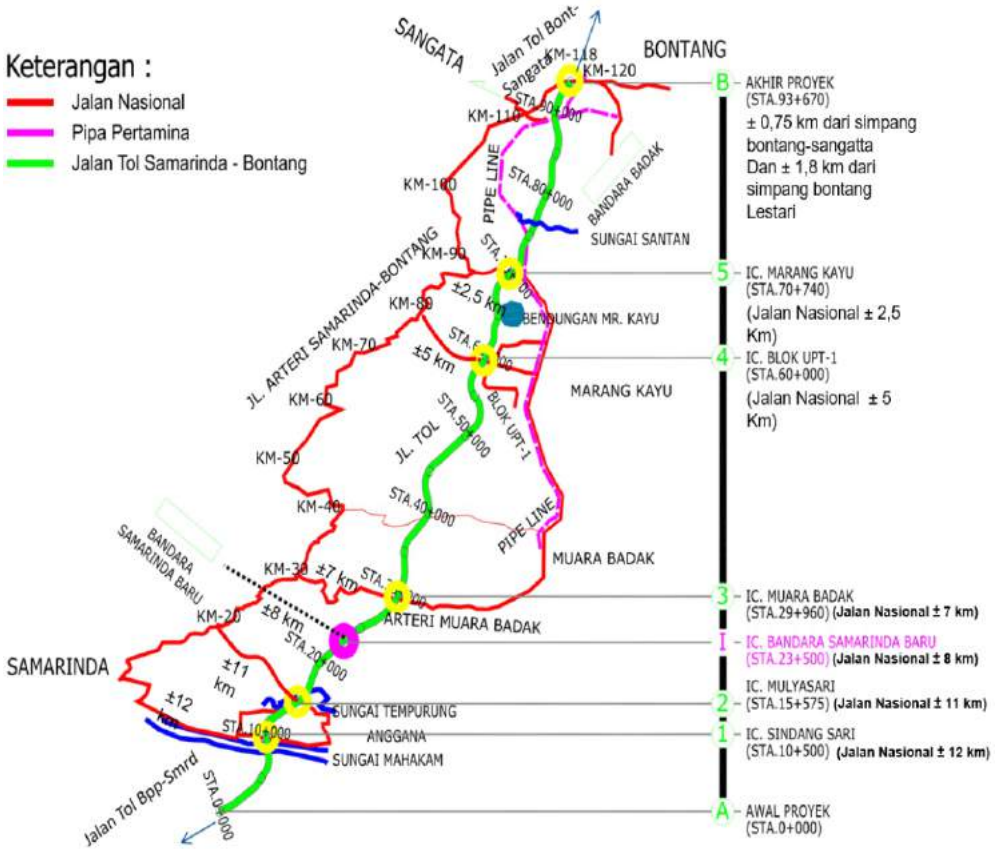 Keterangan :
Jalan Nasional
Pipa Pertamina
Jalan Tol Samarinda - Bontang
SANGATA
Jalan Tol Bont-
Sangata
BONTANG
KM-118
KM-120
STA.90+000
KM-110
PIPE LINE
KM-100
STA.80+000
BANDARA BADAK
SUNGAI SANTAN
KM-90
JL. ARTERI SAMARINDA-BONTANG
±2,5 km
KM-80
BENDUNGAN MR. KAYU
KM-70
±5 km
MARANG KAYU
KM-60
BLOK UPT-1
STA.50+000
JL. TOL
KM-50
STA.40+000
KM-40
PIPE LINE
BANDARA
SAMARINDA BARU
MUARA BADAK
KM-30
±7 km
ARTERI MUARA BADAK
KM-20
±8 km
STA.20+000
SAMARINDA
±11
km
±12
km
SUNGAI TEMPURUNG
STA.10+000
ANGGANA
SUNGAI MAHAKAM
Jalan Tol Bpp-Smrd
STA.0+000
B
AKHIR PROYEK
(STA.93+670)
± 0,75 km dari simpang
bontang-sangatta
Dan ± 1,8 km dari
simpang bontang
Lestari
5
IC. MARANG KAYU
(STA.70+740)
(Jalan Nasional ± 2,5
Km)
4
IC. BLOK UPT-1
(STA.60+000)
(Jalan Nasional ± 5
Km)
3
IC. MUARA BADAK
(STA.29+960) (Jalan Nasional ± 7 km)
I
IC. BANDARA SAMARINDA BARU
(STA.23+500) (Jalan Nasional ± 8 km)
2
IC. MULYASARI
(STA.15+575) (Jalan Nasional ± 11 km)
1
IC. SINDANG SARI
(STA.10+500) (Jalan Nasional ± 12 km)
A
AWAL PROYEK
(STA.0+000)